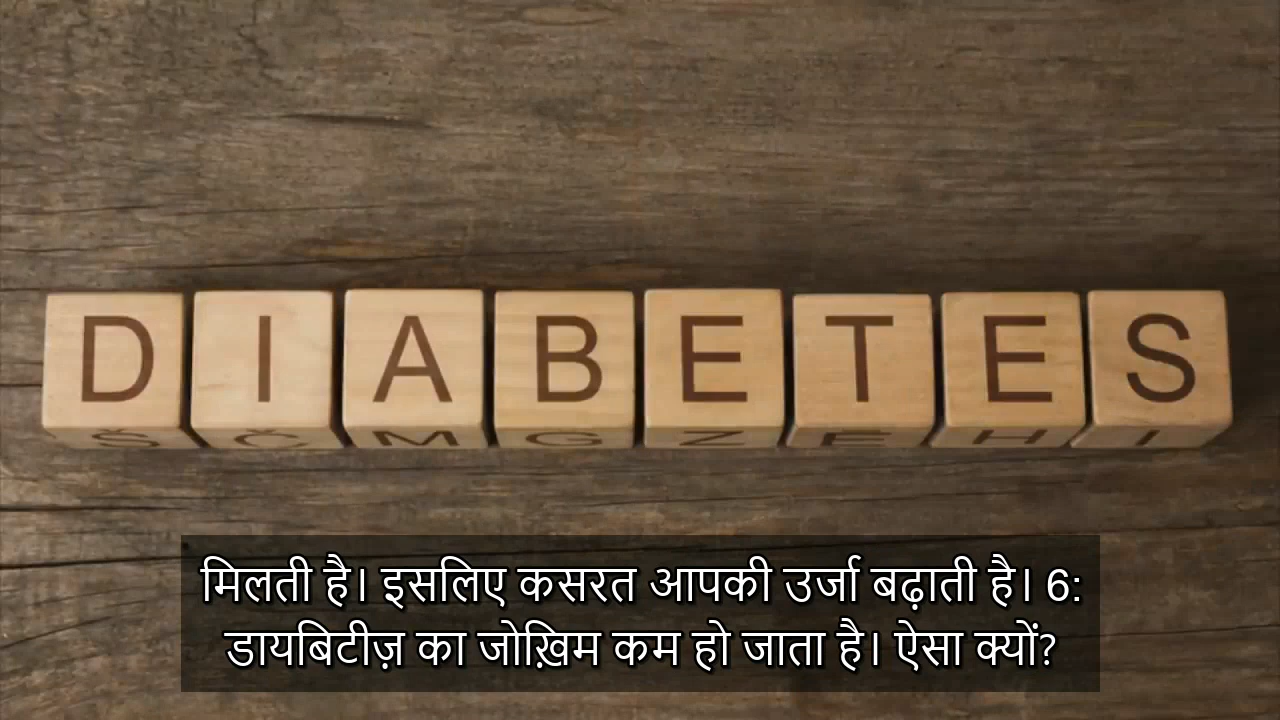 DIABETES
Š Č M G Z E H I
मिलती है। इसलिए कसरत आपकी उर्जा बढ़ाती है। 6:
डायबिटीज़ का जोख़िम कम हो जाता है। ऐसा क्यों?